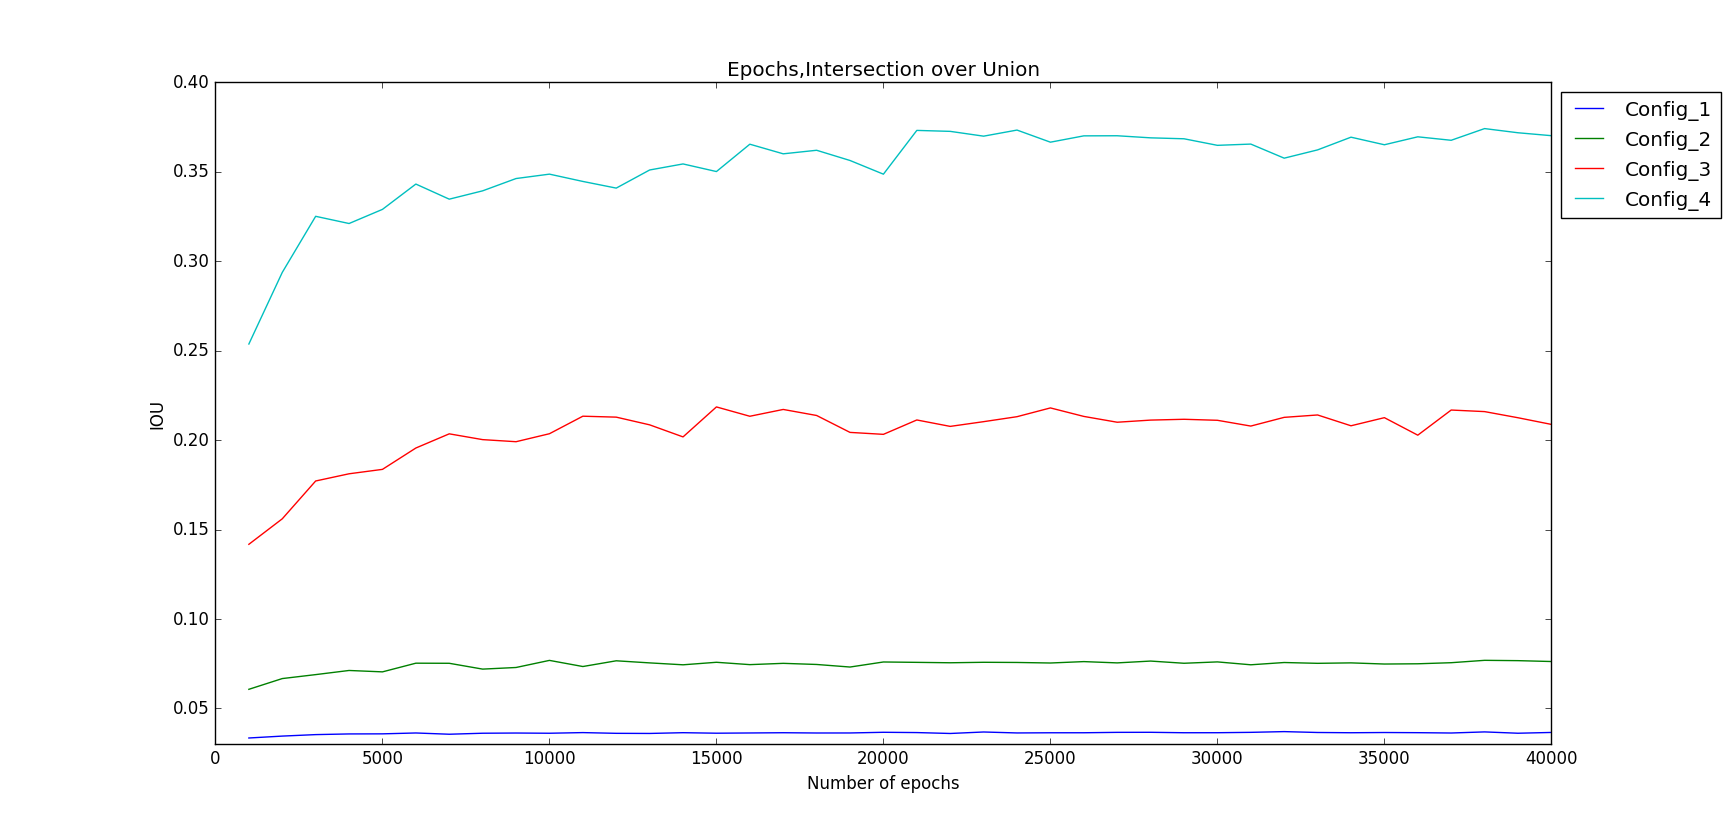 Epochs,Intersection over Union
0.40
0.35
0.30
0.25
0.20
0.15
0.10
0.05
IOU
0 5000 10000 15000 20000 25000 30000 35000 40000
Number of epochs
Config_1
Config_2
Config_3
Config_4